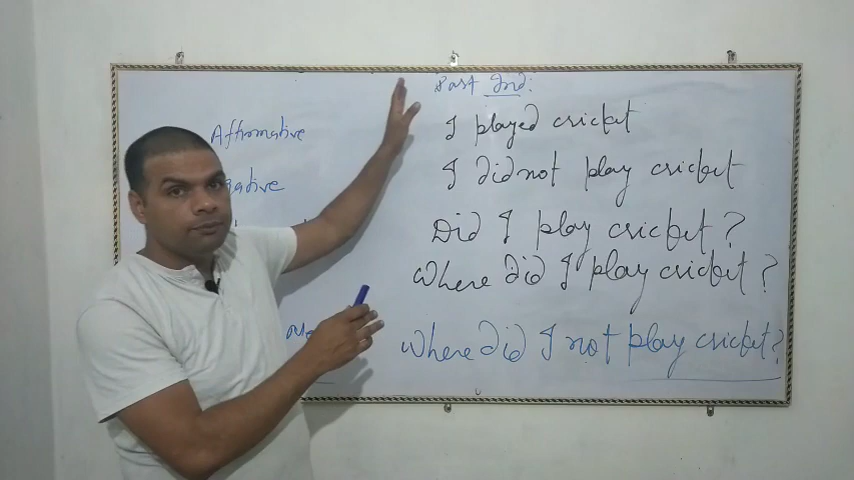 Past Ind:
Affirmative
I played cricket
gative
I did not play cricket
Did I play cricket?
Where did I play cricket?
Where did I not play cricket?